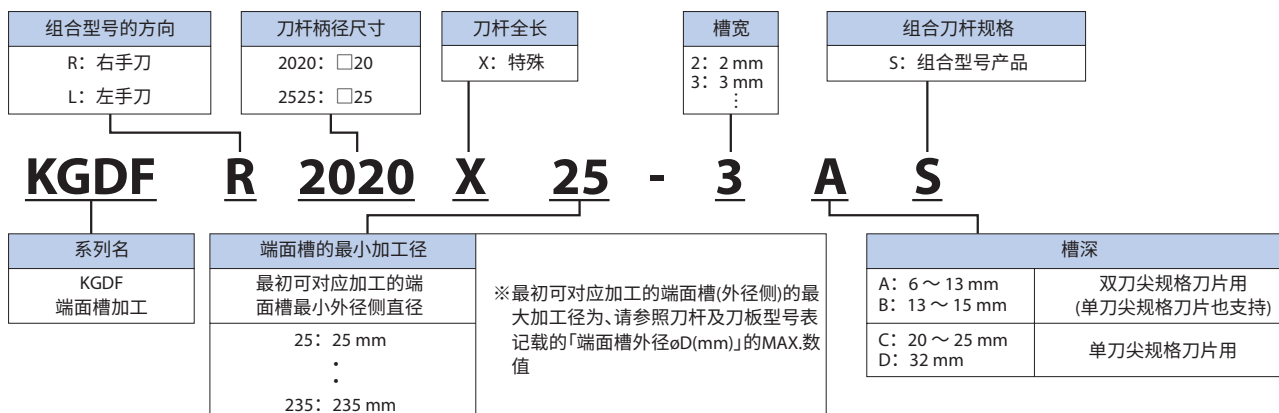 组合型号的方向
R：右手刀
L：左手刀
刀杆柄径尺寸
2020：□20
2525：□25
刀杆全长
X：特殊
槽宽
2：2 mm
3：3 mm
⋮
组合刀杆规格
S：组合型号产品
KGDF R 2020 X 25 - 3 A S
系列名
KGDF
端面槽加工
端面槽的最小加工径
最初可对应加工的端
面槽最小外径侧直径
25：25 mm
・
・
235：235 mm
※最初可对应加工的端面槽(外径侧)的最
大加工径为、请参照刀杆及刀板型号表
记载的「端面槽外径øD(mm)」的MAX.数
值
槽深
A：6～13 mm
B：13～15 mm
双刀尖规格刀片用
(单刀尖规格刀片也支持)
C：20～25 mm
D：32 mm
单刀尖规格刀片用